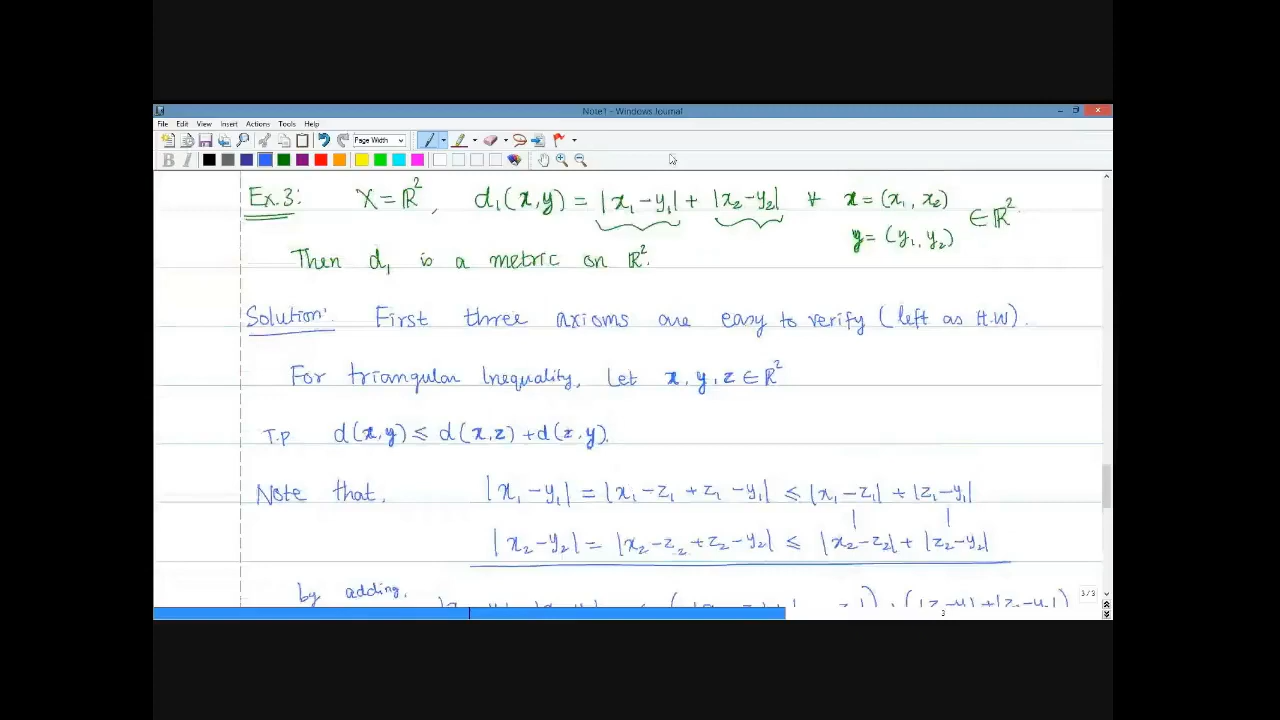 Note1 - Windows Journal
File Edit View Insert Actions Tools Help
Page Width
B I
Ex.3: X = ℝ², d₁(x,y) = |x₁-y₁| + |x₂-y₂| ∀ x = (x₁, x₂)
y = (y₁, y₂) ∈ ℝ²
Then d₁ is a metric on ℝ².
Solution: First three axioms are easy to verify (left as H.W).
For triangular Inequality, Let x, y, z ∈ ℝ²
T.P d(x,y) ≤ d(x,z) + d(z,y).
Note that, |x₁-y₁| = |x₁-z₁+z₁-y₁| ≤ |x₁-z₁| + |z₁-y₁|
|x₂-y₂| = |x₂-z₂+z₂-y₂| ≤ |x₂-z₂| + |z₂-y₂|
by adding,
3/3
3